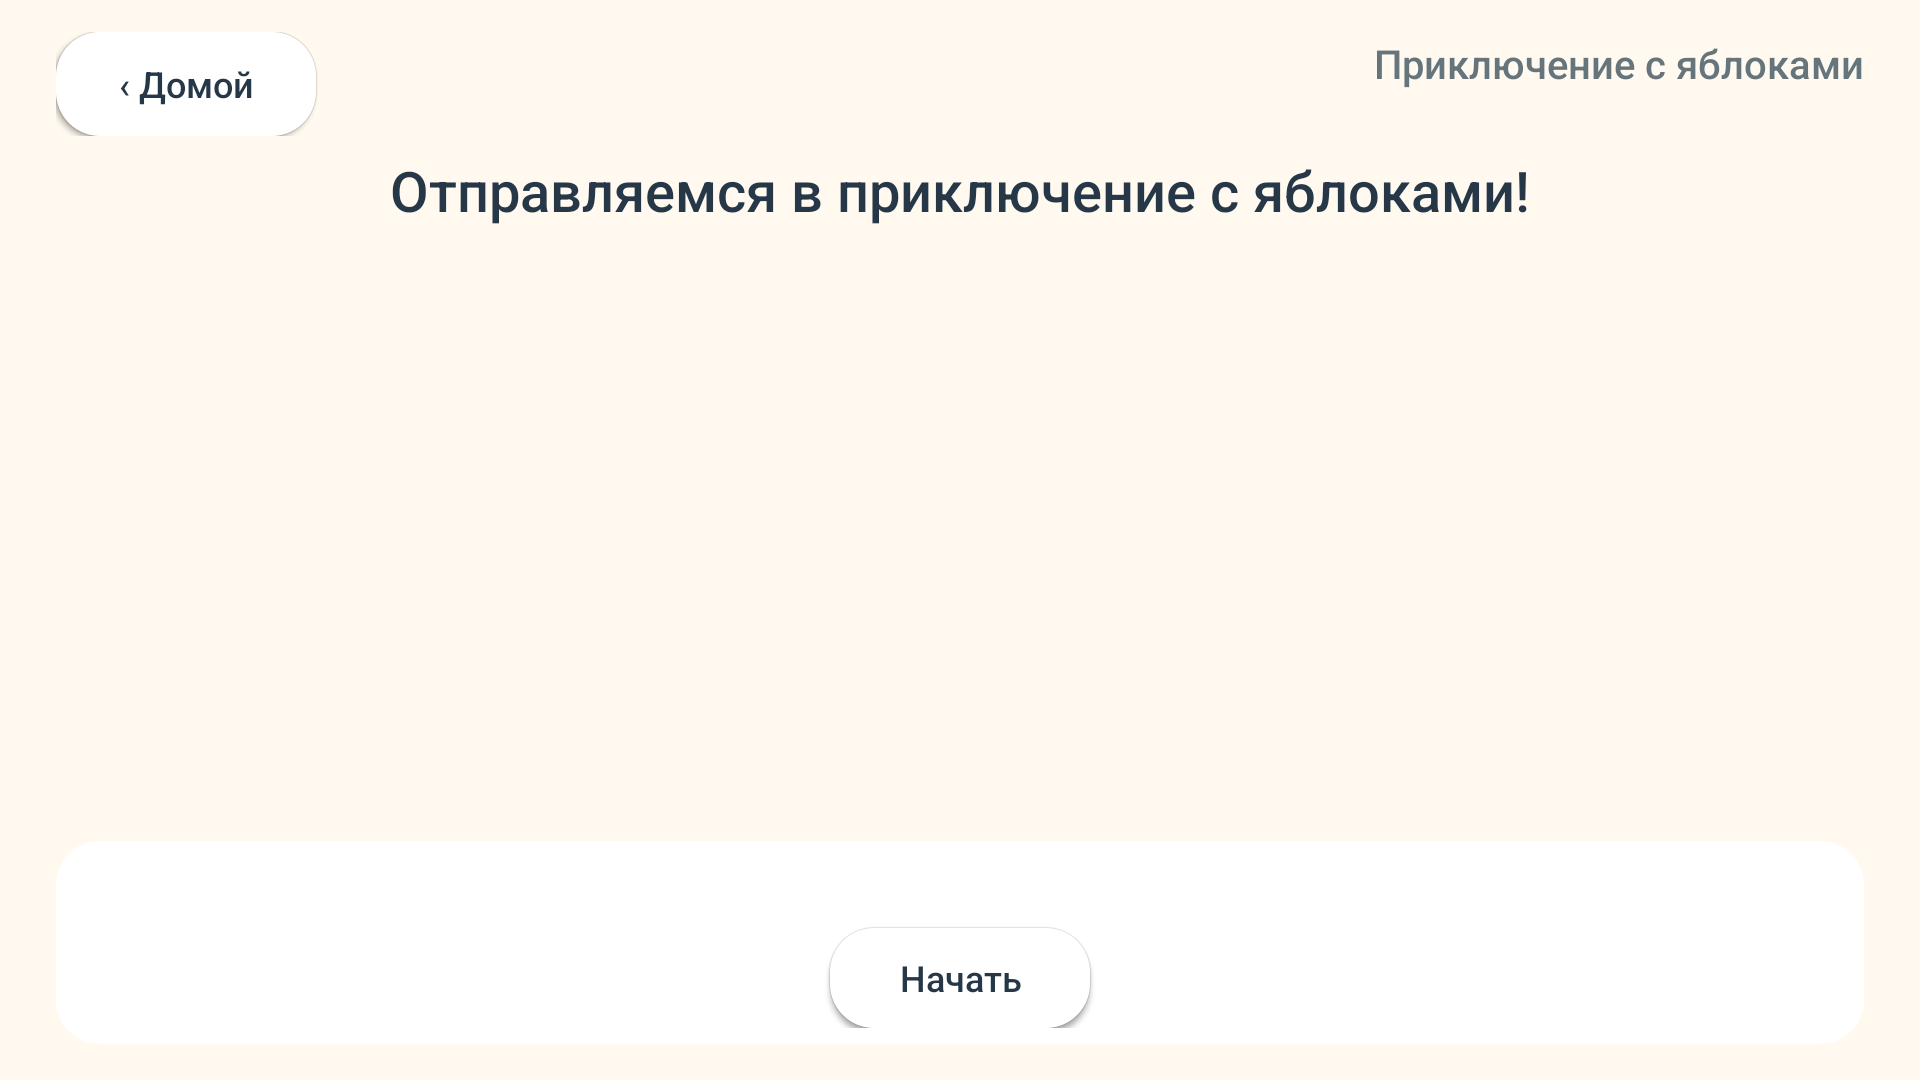 ‹ Домой
Приключение с яблоками
Отправляемся в приключение с яблоками!
Начать